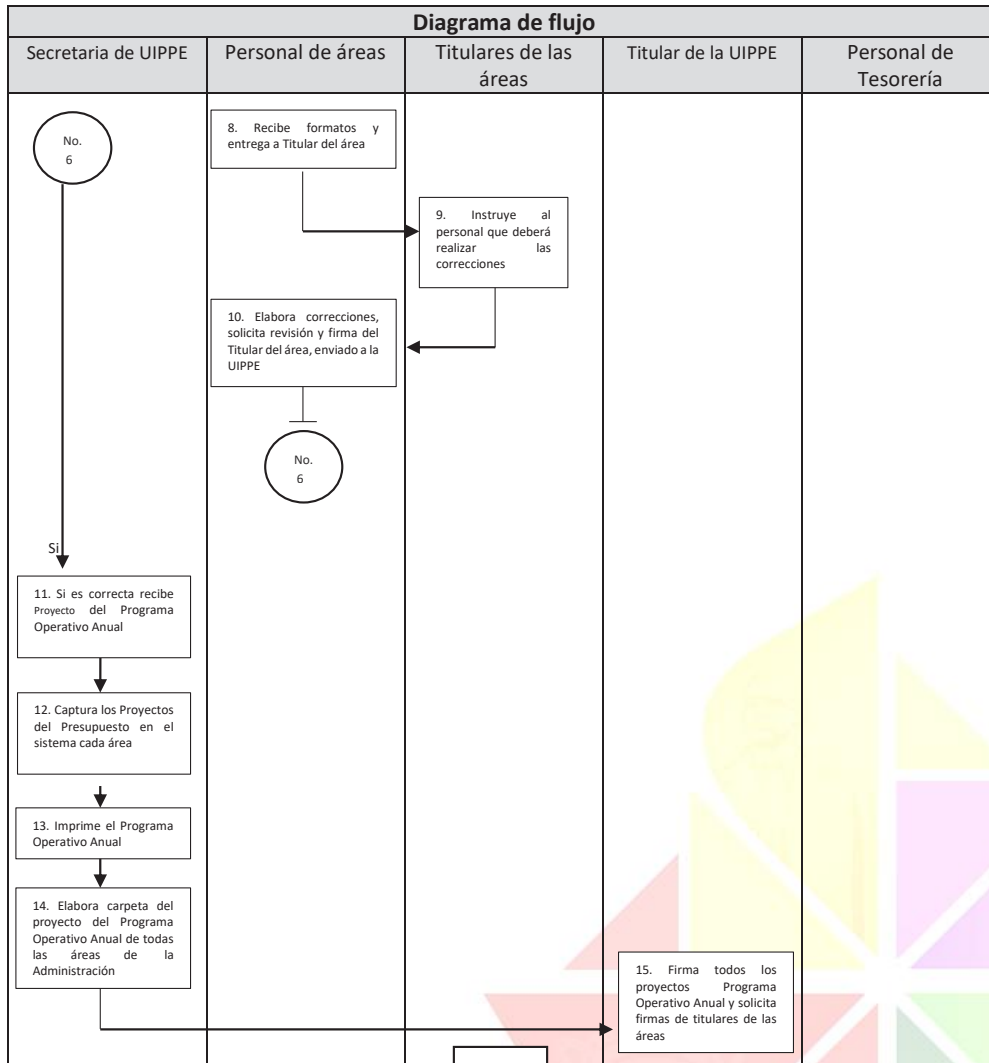 Diagrama de flujo
Secretaria de UIPPE
Personal de áreas
Titulares de las
áreas
Titular de la UIPPE
Personal de
Tesorería
No.
6
8. Recibe formatos y
entrega a Titular del área
9. Instruye al
personal que deberá
realizar las
correcciones
10. Elabora correcciones,
solicita revisión y firma del
Titular del área, enviado a la
UIPPE
No.
6
Si
11. Si es correcta recibe
Proyecto del Programa
Operativo Anual
12. Captura los Proyectos
del Presupuesto en el
sistema cada área
13. Imprime el Programa
Operativo Anual
14. Elabora carpeta del
proyecto del Programa
Operativo Anual de todas
las áreas de la
Administración
15. Firma todos los
proyectos Programa
Operativo Anual y solicita
firmas de titulares de las
áreas